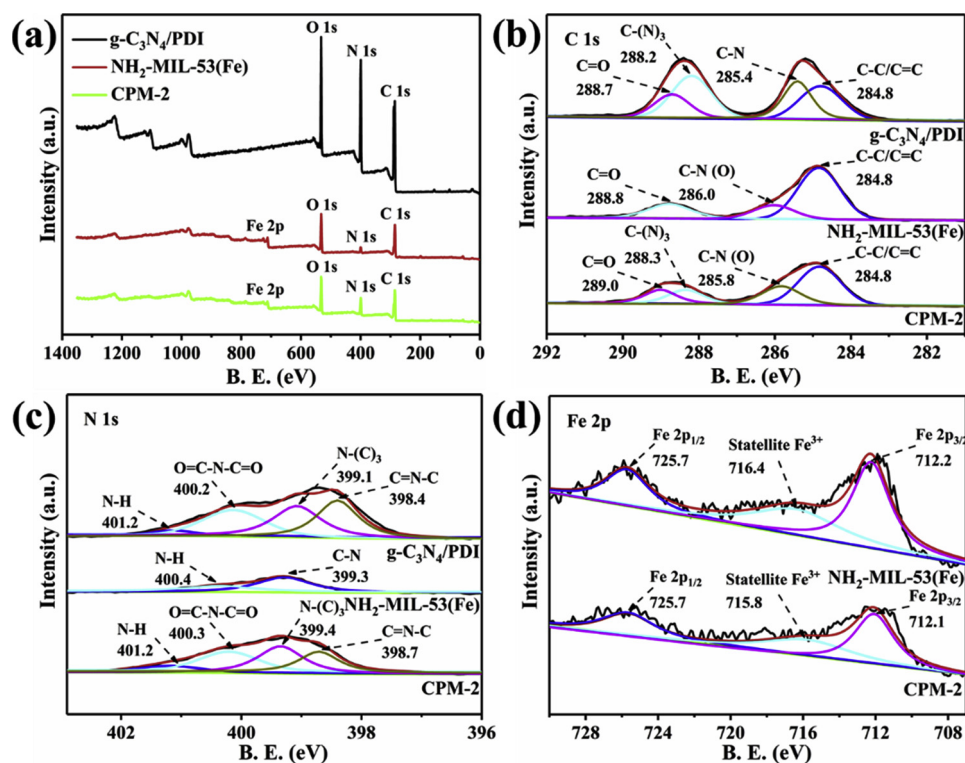 (a)
g-C₃N₄/PDI
NH₂-MIL-53(Fe)
CPM-2
O 1s
N 1s
C 1s
Fe 2p
O 1s
N 1s
C 1s
Fe 2p
O 1s
N 1s
C 1s
Intensity (a.u.)
1400 1200 1000 800 600 400 200 0
B. E. (eV)
(b)
C 1s
C=O
288.7
C-(N)₃
288.2
C-N
285.4
C-C/C=C
284.8
g-C₃N₄/PDI
C=O
288.8
C-N (O)
286.0
C-C/C=C
284.8
NH₂-MIL-53(Fe)
C=O
289.0
C-(N)₃
288.3
C-N (O)
285.8
C-C/C=C
284.8
CPM-2
Intensity (a.u.)
292 290 288 286 284 282
B. E. (eV)
(c)
N 1s
N-H
401.2
O=C-N-C=O
400.2
N-(C)₃
399.1
C=N-C
398.4
g-C₃N₄/PDI
N-H
400.4
C-N
399.3
NH₂-MIL-53(Fe)
N-H
401.2
O=C-N-C=O
400.3
N-(C)₃
399.4
C=N-C
398.7
CPM-2
Intensity (a.u.)
402 400 398 396
B. E. (eV)
(d)
Fe 2p
Fe 2p₁/₂
725.7
Statellite Fe³⁺
716.4
Fe 2p₃/₂
712.2
NH₂-MIL-53(Fe)
Fe 2p₁/₂
725.7
Statellite Fe³⁺
715.8
Fe 2p₃/₂
712.1
CPM-2
Intensity (a.u.)
728 724 720 716 712 708
B. E. (eV)